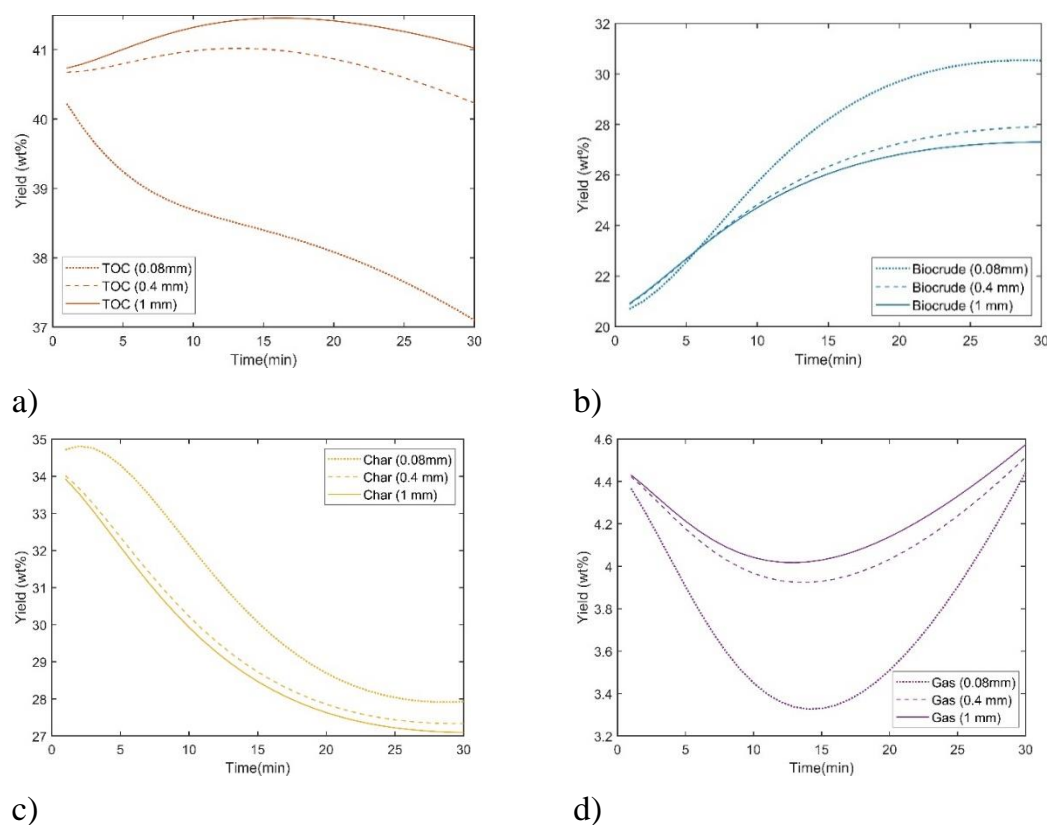 Yield (wt%)
41
40
39
38
37
0 5 10 15 20 25 30
Time(min)
TOC (0.08mm)
TOC (0.4 mm)
TOC (1 mm)
a)
Yield (wt%)
32
30
28
26
24
22
20
0 5 10 15 20 25 30
Time(min)
Biocrude (0.08mm)
Biocrude (0.4 mm)
Biocrude (1 mm)
b)
Yield (wt%)
35
34
33
32
31
30
29
28
27
0 5 10 15 20 25 30
Time(min)
Char (0.08mm)
Char (0.4 mm)
Char (1 mm)
c)
Yield (wt%)
4.6
4.4
4.2
4
3.8
3.6
3.4
3.2
0 5 10 15 20 25 30
Time(min)
Gas (0.08mm)
Gas (0.4 mm)
Gas (1 mm)
d)